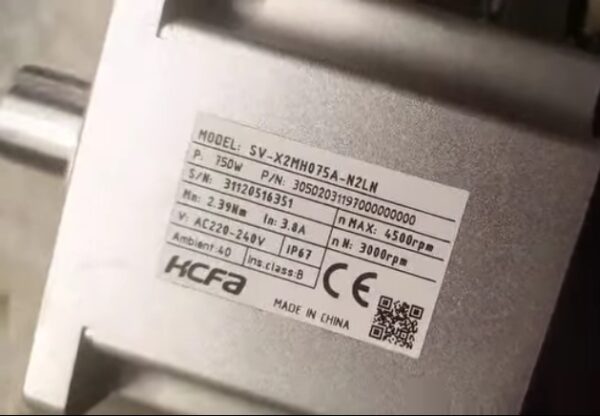 MODEL: SV-X2MH075A-N2LN
P: 750W P/N: 30502031197000000000
S/N: 31120516351 n MAX: 4500rpm
Mn: 2.39Nm In: 3.8A n N: 3000rpm
V: AC220-240V IP67
Ambient:40 Ins.class:B CE
HCFA
MADE IN CHINA